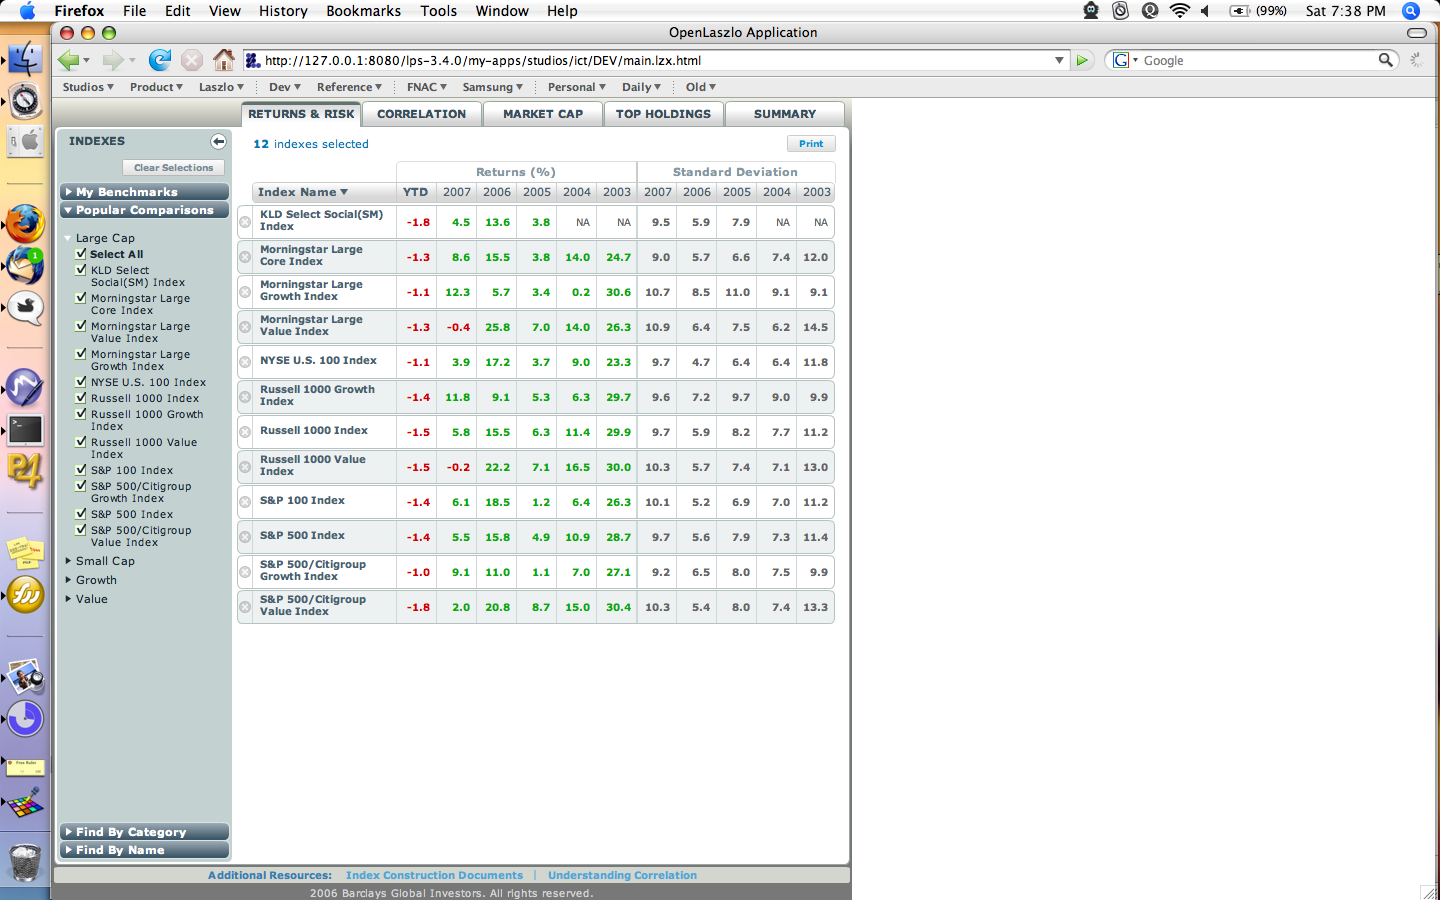 Firefox File Edit View History Bookmarks Tools Window Help (99%) Sat 7:38 PM
OpenLaszlo Application
http://127.0.0.1:8080/lps-3.4.0/my-apps/studios/ict/DEV/main.lzx.html G Google
Studios Product Laszlo Dev Reference FNAC Samsung Personal Daily Old
RETURNS & RISK CORRELATION MARKET CAP TOP HOLDINGS SUMMARY
INDEXES
Clear Selections
My Benchmarks
Popular Comparisons
Large Cap
Select All
KLD Select
Social(SM) Index
Morningstar Large
Core Index
Morningstar Large
Value Index
Morningstar Large
Growth Index
NYSE U.S. 100 Index
Russell 1000 Index
Russell 1000 Growth
Index
Russell 1000 Value
Index
S&P 100 Index
S&P 500/Citigroup
Growth Index
S&P 500 Index
S&P 500/Citigroup
Value Index
Small Cap
Growth
Value
Find By Category
Find By Name
12 indexes selected Print
Returns (%) Standard Deviation
Index Name YTD 2007 2006 2005 2004 2003 2007 2006 2005 2004 2003
KLD Select Social(SM)
Index -1.8 4.5 13.6 3.8 NA NA 9.5 5.9 7.9 NA NA
Morningstar Large
Core Index -1.3 8.6 15.5 3.8 14.0 24.7 9.0 5.7 6.6 7.4 12.0
Morningstar Large
Growth Index -1.1 12.3 5.7 3.4 0.2 30.6 10.7 8.5 11.0 9.1 9.1
Morningstar Large
Value Index -1.3 -0.4 25.8 7.0 14.0 26.3 10.9 6.4 7.5 6.2 14.5
NYSE U.S. 100 Index -1.1 3.9 17.2 3.7 9.0 23.3 9.7 4.7 6.4 6.4 11.8
Russell 1000 Growth
Index -1.4 11.8 9.1 5.3 6.3 29.7 9.6 7.2 9.7 9.0 9.9
Russell 1000 Index -1.5 5.8 15.5 6.3 11.4 29.9 9.7 5.9 8.2 7.7 11.2
Russell 1000 Value
Index -1.5 -0.2 22.2 7.1 16.5 30.0 10.3 5.7 7.4 7.1 13.0
S&P 100 Index -1.4 6.1 18.5 1.2 6.4 26.3 10.1 5.2 6.9 7.0 11.2
S&P 500 Index -1.4 5.5 15.8 4.9 10.9 28.7 9.7 5.6 7.9 7.3 11.4
S&P 500/Citigroup
Growth Index -1.0 9.1 11.0 1.1 7.0 27.1 9.2 6.5 8.0 7.5 9.9
S&P 500/Citigroup
Value Index -1.8 2.0 20.8 8.7 15.0 30.4 10.3 5.4 8.0 7.4 13.3
Additional Resources: Index Construction Documents | Understanding Correlation
2006 Barclays Global Investors. All rights reserved.
1
P4